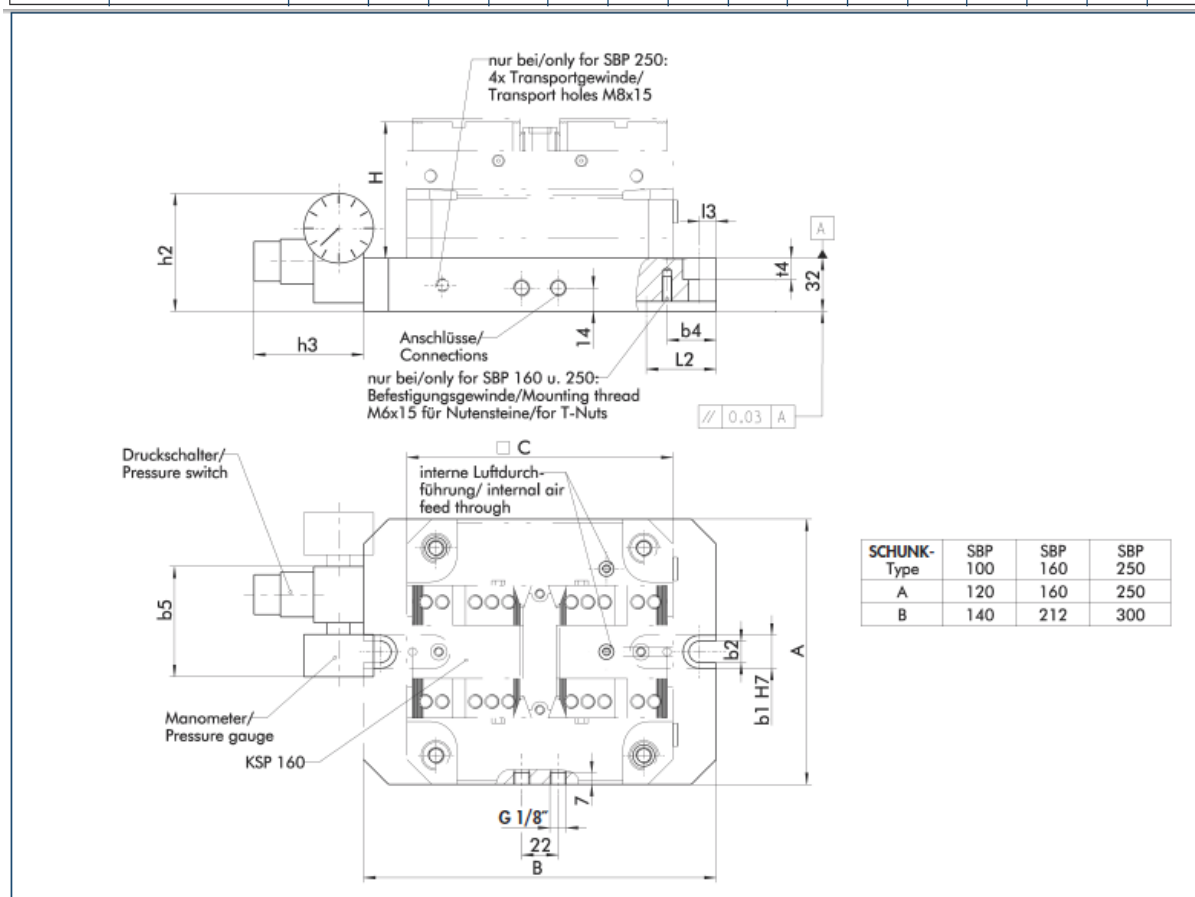 nur bei/only for SBP 250:
4x Transportgewinde/
Transport holes M8x15
H
h2
l3
A
t4
32
14
b4
L2
h3
Anschlüsse/
Connections
nur bei/only for SBP 160 u. 250:
Befestigungsgewinde/Mounting thread
M6x15 für Nutensteine/for T-Nuts
// 0.03 A
□ C
Druckschalter/
Pressure switch
interne Luftdurch-
führung/ internal air
feed through
b5
b2
b1 H7
A
Manometer/
Pressure gauge
KSP 160
7
G 1/8"
22
B
SCHUNK- SBP SBP SBP
Type 100 160 250
A 120 160 250
B 140 212 300